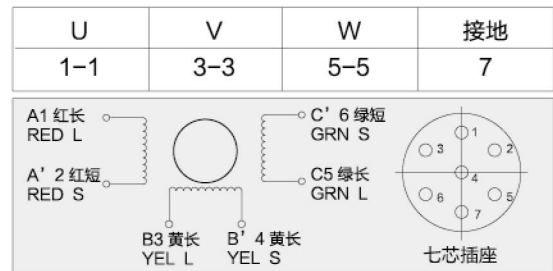 U V W 接地
1-1 3-3 5-5 7
A1 红长
RED L
A' 2 红短
RED S
C' 6 绿短
GRN S
C5 绿长
GRN L
B3 黄长
YEL L
B' 4 黄长
YEL S
1
3 2
4
6 5
7
七芯插座